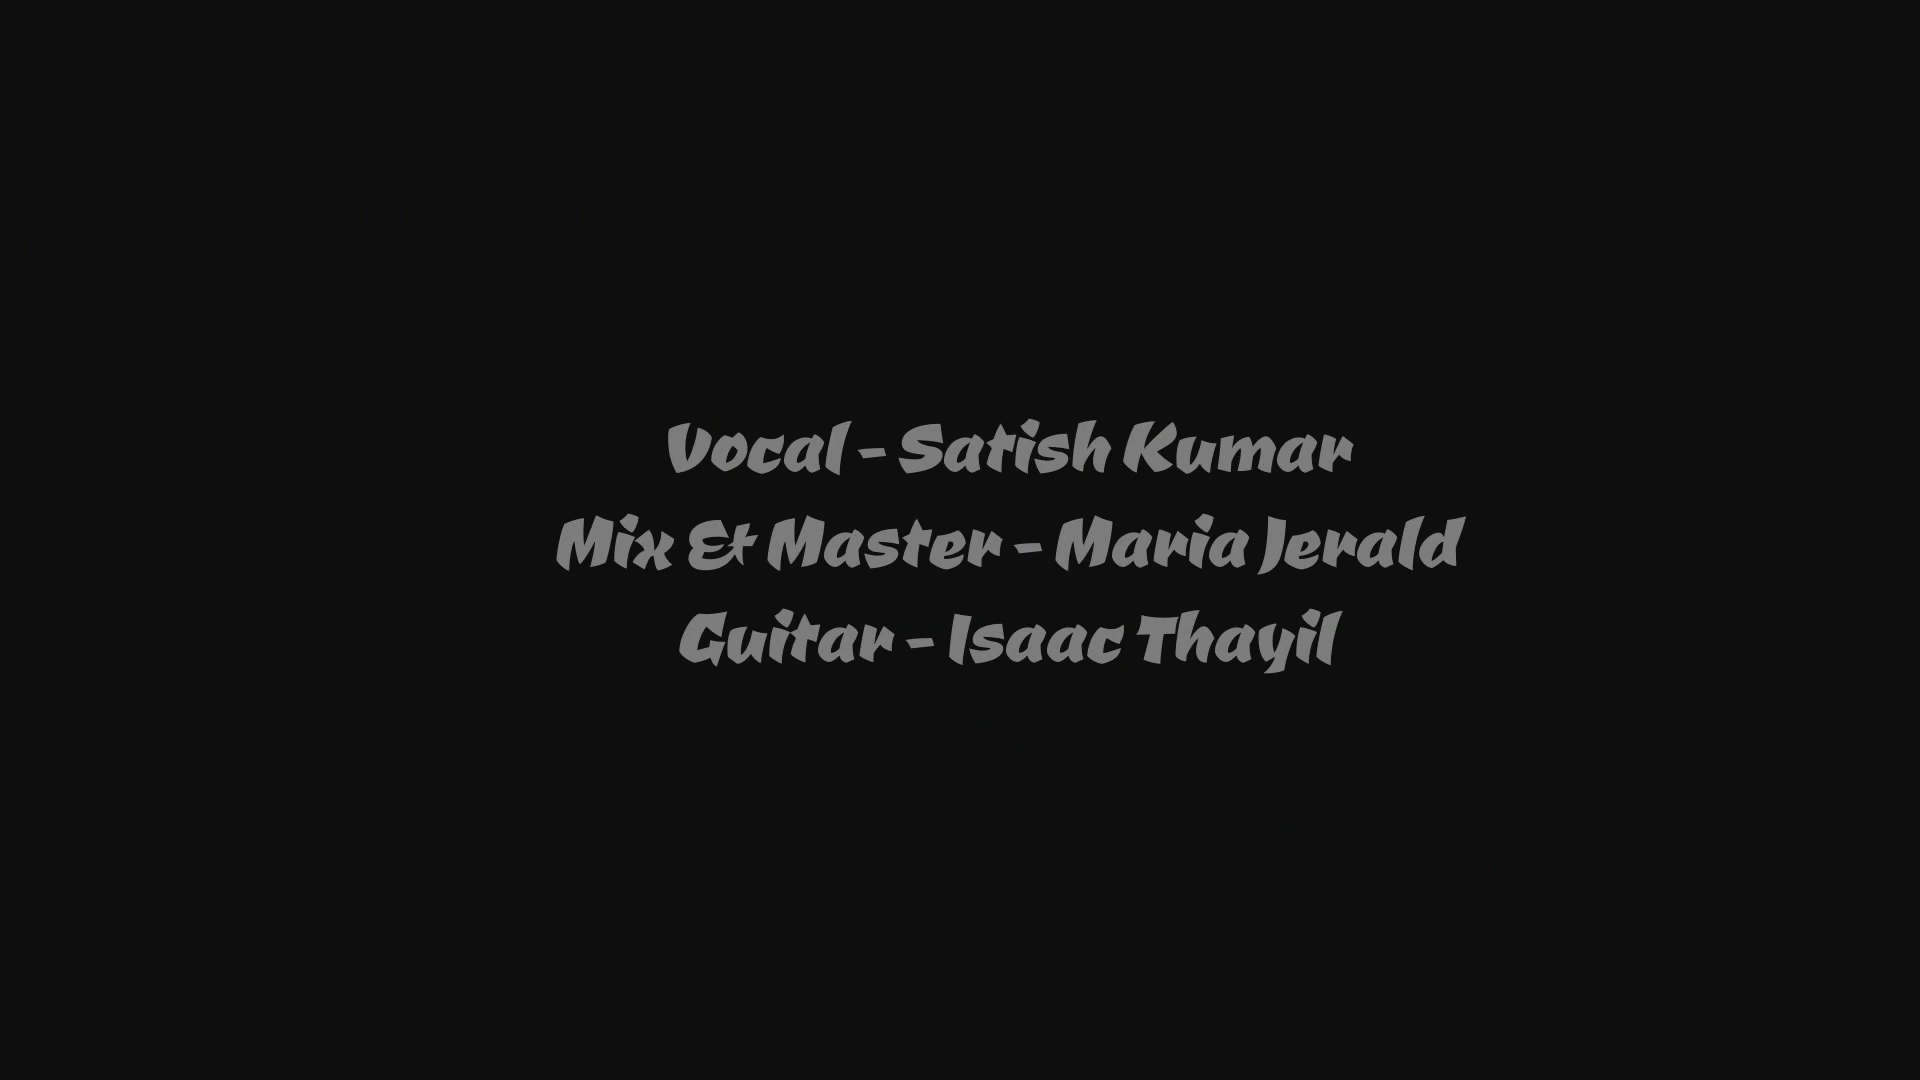 Vocal - Satish Kumar
Mix & Master - Maria Jerald
Guitar - Isaac Thayil